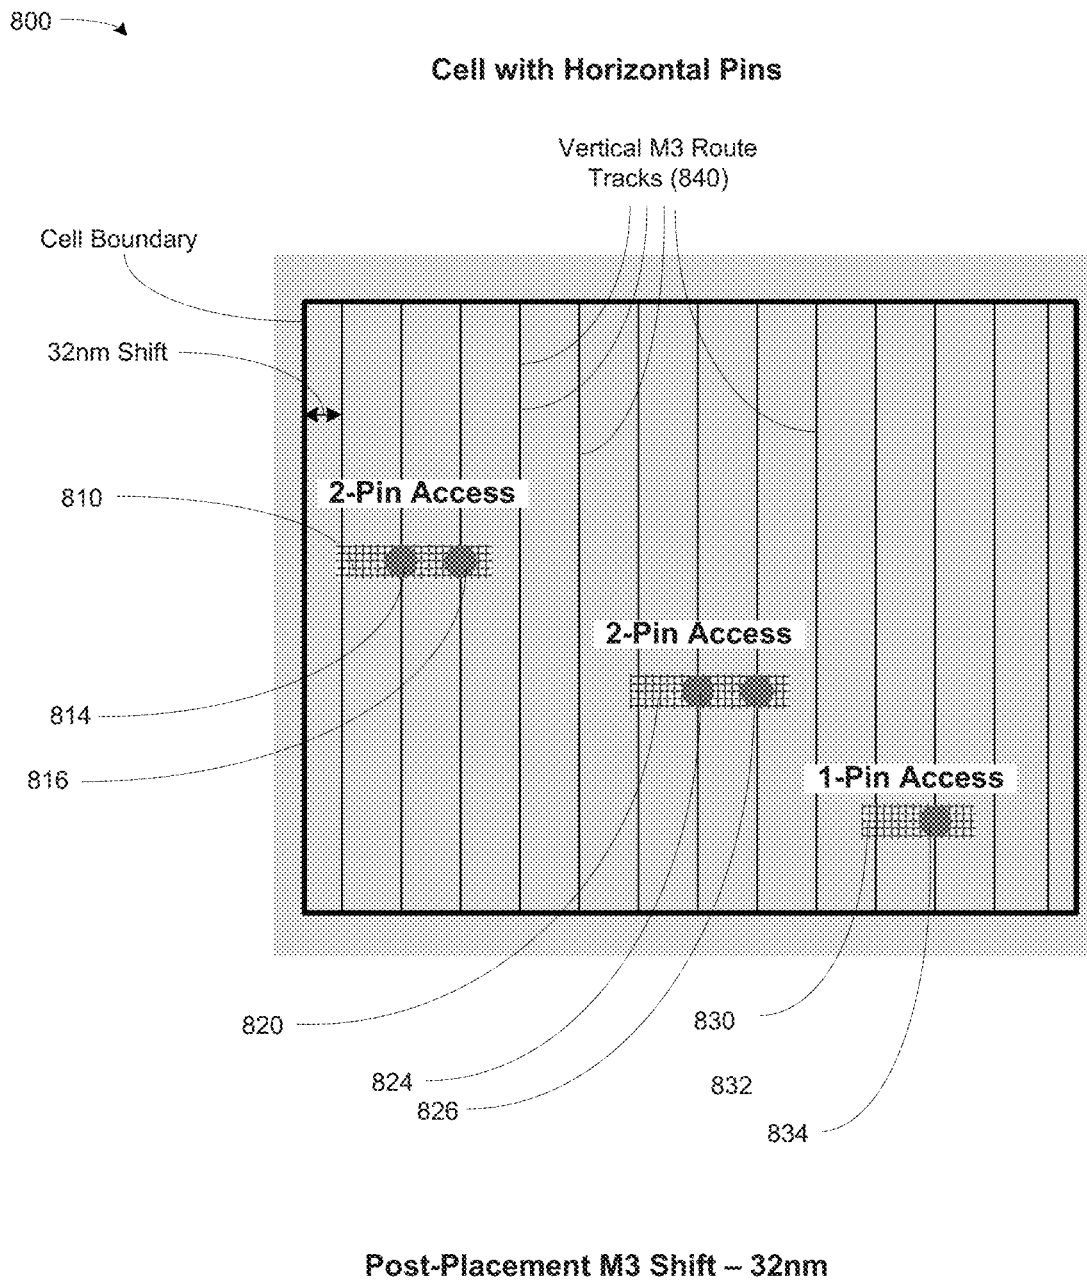 800
Cell with Horizontal Pins
Vertical M3 Route
Tracks (840)
Cell Boundary
32nm Shift
2-Pin Access
810
2-Pin Access
814
816
1-Pin Access
820
830
824
832
826
834
Post-Placement M3 Shift – 32nm